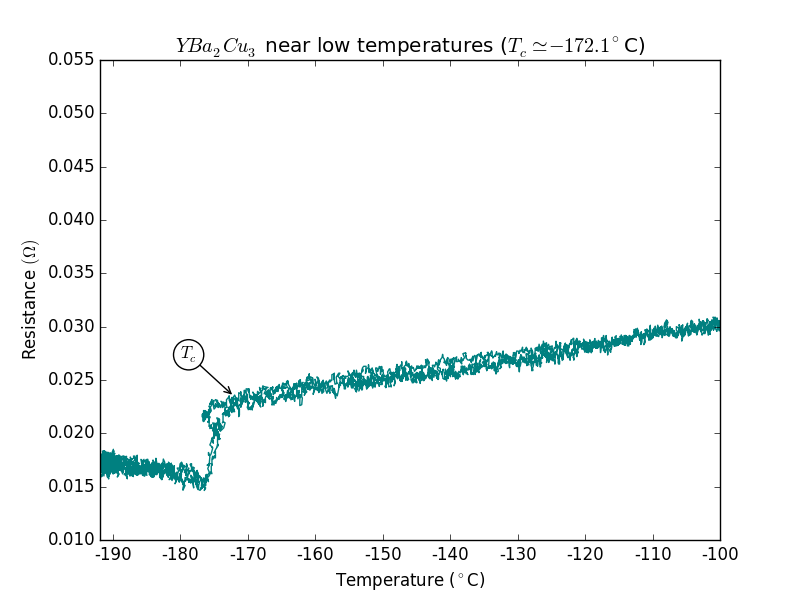 YBa₂Cu₃ near low temperatures (T_c ≃ −172.1°C)
0.055
0.050
0.045
0.040
0.035
0.030
0.025
0.020
0.015
0.010
Resistance (Ω)
T_c
-190 -180 -170 -160 -150 -140 -130 -120 -110 -100
Temperature (°C)